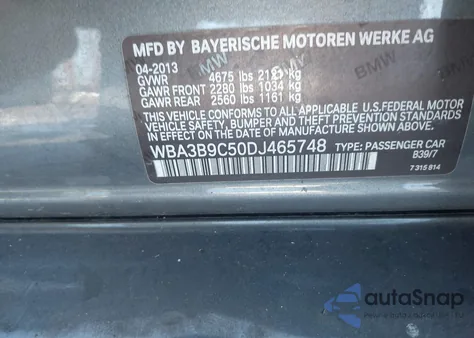 MFD BY BAYERISCHE MOTOREN WERKE AG
04-2013
GVWR 4675 lbs 2121 kg
GAWR FRONT 2280 lbs 1034 kg
GAWR REAR 2560 lbs 1161 kg
THIS VEHICLE CONFORMS TO ALL APPLICABLE U.S.FEDERAL MOTOR
BUMPER, AND THEFT PREVENTION STANDARDS
IN EFFECT ON THE DATE OF MANUFACTURE SHOWN ABOVE.
WBA3B9C50DJ465748 TYPE: PASSENGER CAR
B39/7
7 315 814
autoSnap